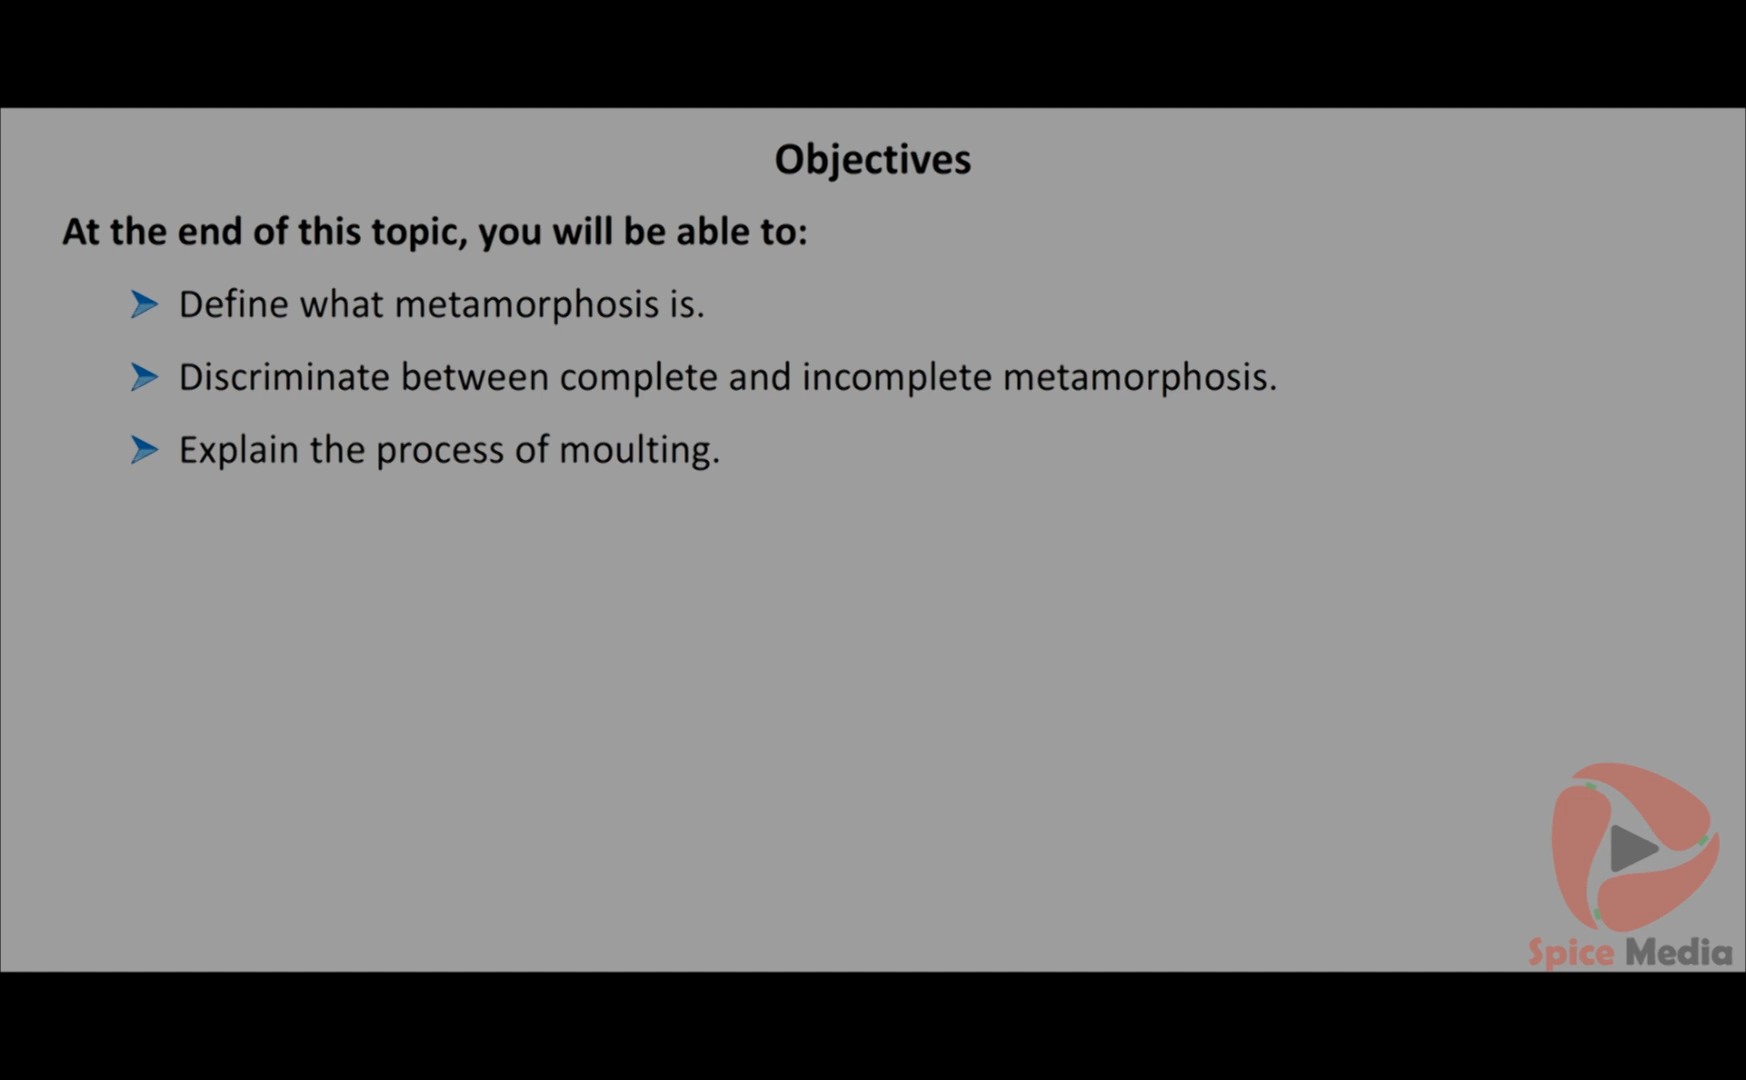 Objectives
At the end of this topic, you will be able to:
Define what metamorphosis is.
Discriminate between complete and incomplete metamorphosis.
Explain the process of moulting.
Spice Media